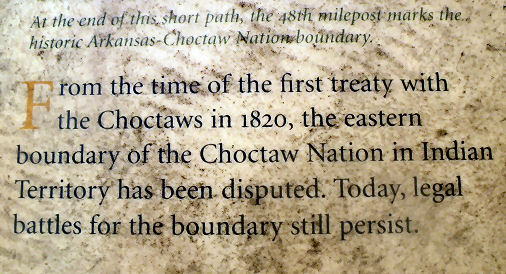 At the end of this short path, the 48th milepost marks the
historic Arkansas-Choctaw Nation boundary.
From the time of the first treaty with
the Choctaws in 1820, the eastern
boundary of the Choctaw Nation in Indian
Territory has been disputed. Today, legal
battles for the boundary still persist.